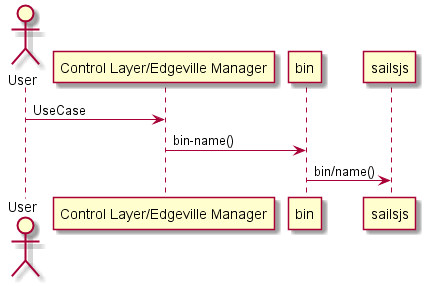 User
Control Layer/Edgeville Manager
bin
sailsjs
UseCase
bin-name()
bin/name()
User
Control Layer/Edgeville Manager
bin
sailsjs